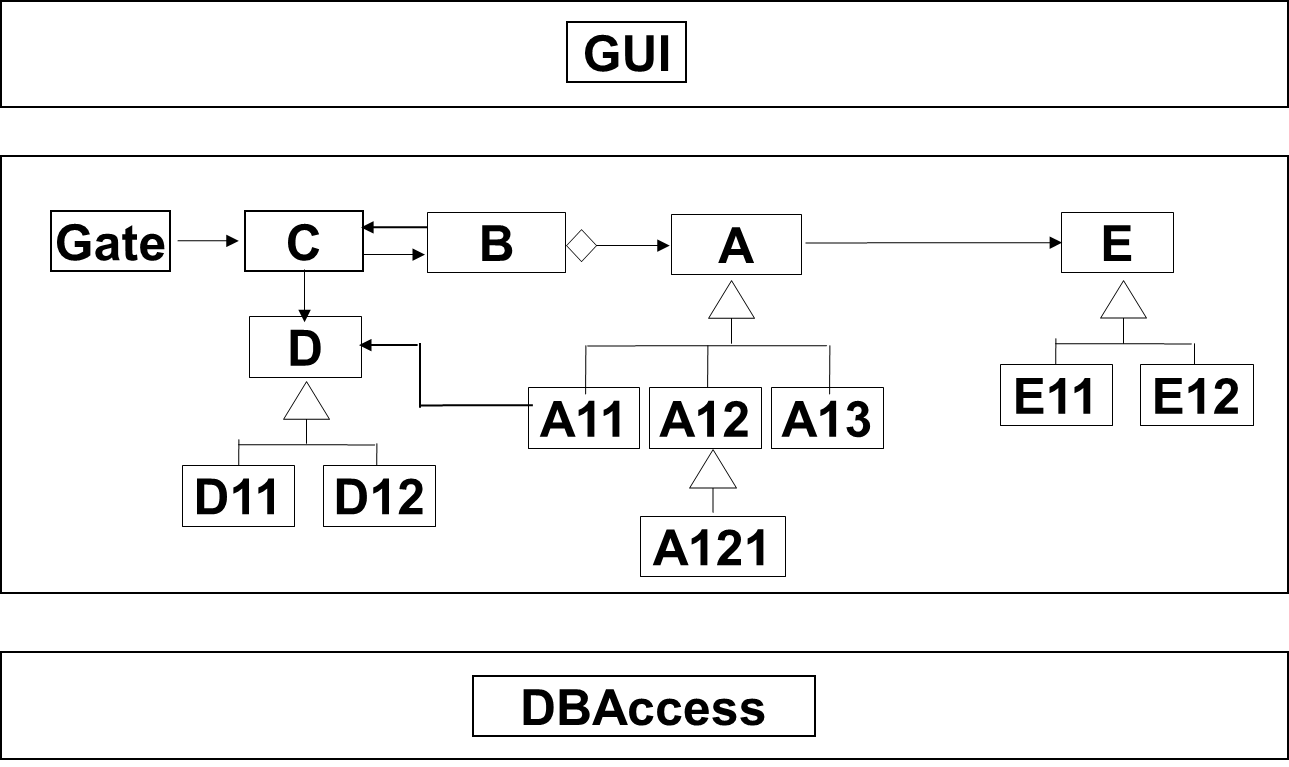 GUI
Gate
C
B
A
E
D
A11
A12
A13
E11
E12
D11
D12
A121
DBAccess